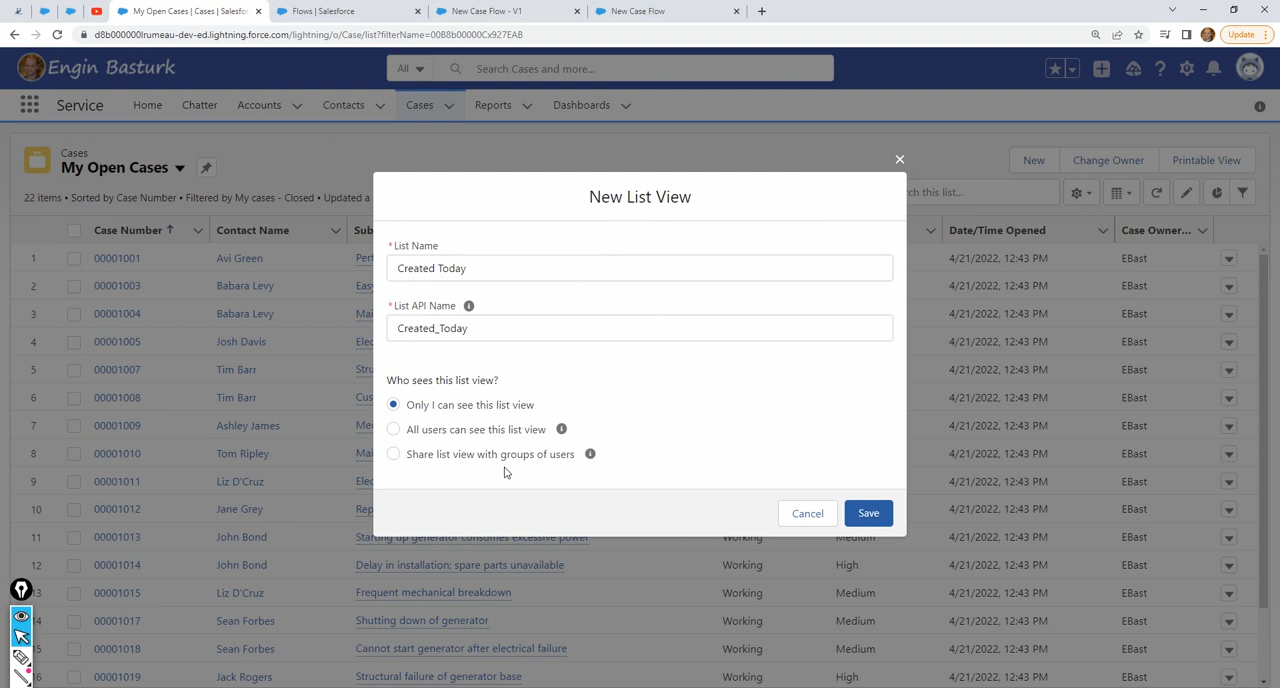 My Open Cases | Cases | Salesfo
Flows | Salesforce
New Case Flow - V1
New Case Flow
d8b000000lrumeau-dev-ed.lightning.force.com/lightning/o/Case/list?filterName=00B8b00000Cx927EAB
Update
Engin Basturk
All
Search Cases and more...
Service Home Chatter Accounts Contacts Cases Reports Dashboards
Cases
My Open Cases
New Change Owner Printable View
22 items • Sorted by Case Number • Filtered by My cases - Closed • Updated a
rch this list...
Case Number Contact Name Sub Date/Time Opened Case Owner...
New List View
* List Name
Created Today
* List API Name
Created_Today
Who sees this list view?
Only I can see this list view
All users can see this list view
Share list view with groups of users
Cancel Save
1 00001001 Avi Green Perf 4/21/2022, 12:43 PM EBast
2 00001003 Babara Levy Eas 4/21/2022, 12:43 PM EBast
3 00001004 Babara Levy Mai 4/21/2022, 12:43 PM EBast
4 00001005 Josh Davis Elec 4/21/2022, 12:43 PM EBast
5 00001007 Tim Barr Stru 4/21/2022, 12:43 PM EBast
6 00001008 Tim Barr Cus 4/21/2022, 12:43 PM EBast
7 00001009 Ashley James Me 4/21/2022, 12:43 PM EBast
8 00001010 Tom Ripley Mai 4/21/2022, 12:43 PM EBast
9 00001011 Liz D'Cruz Elec 4/21/2022, 12:43 PM EBast
10 00001012 Jane Grey Rep 4/21/2022, 12:43 PM EBast
11 00001013 John Bond Starting up generator consumes excessive power Working Medium 4/21/2022, 12:43 PM EBast
12 00001014 John Bond Delay in installation; spare parts unavailable Working High 4/21/2022, 12:43 PM EBast
13 00001015 Liz D'Cruz Frequent mechanical breakdown Working Medium 4/21/2022, 12:43 PM EBast
14 00001017 Sean Forbes Shutting down of generator Working Medium 4/21/2022, 12:43 PM EBast
15 00001018 Sean Forbes Cannot start generator after electrical failure Working Medium 4/21/2022, 12:43 PM EBast
16 00001019 Jack Rogers Structural failure of generator base Working High 4/21/2022, 12:43 PM EBast